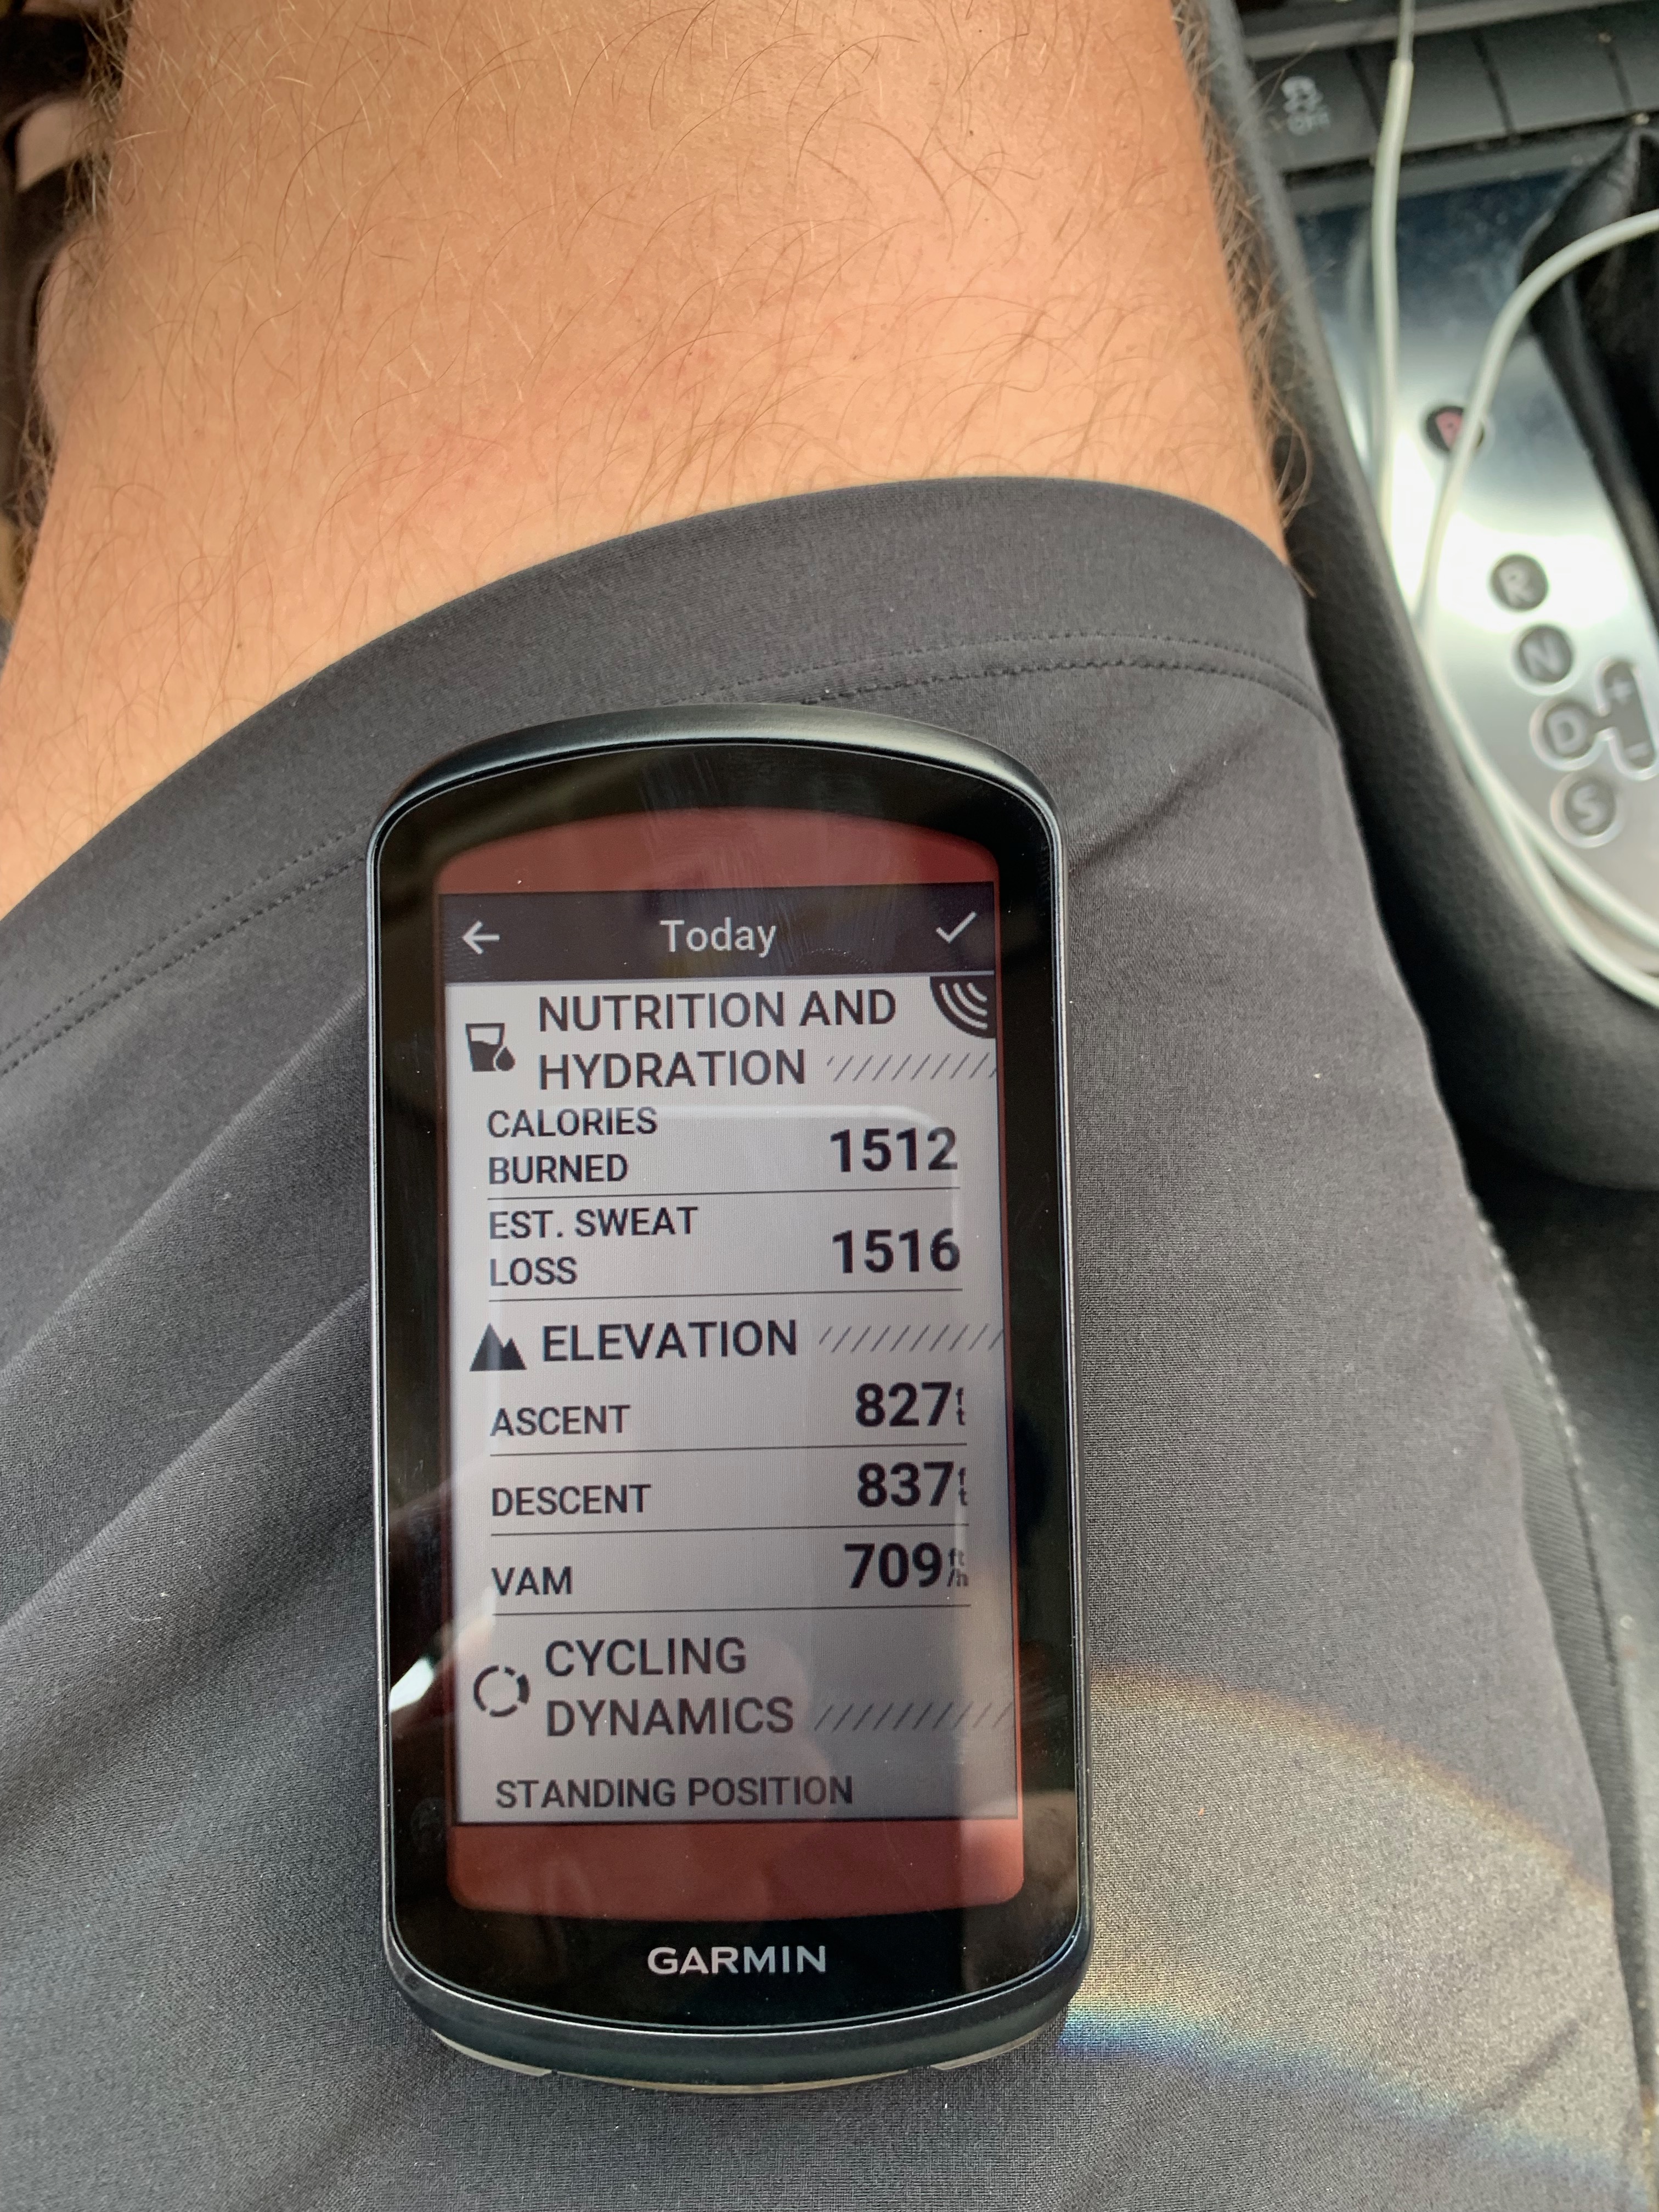 OFF
P
R
N
D
+
-
S
Today
NUTRITION AND
HYDRATION
CALORIES
BURNED
1512
EST. SWEAT
LOSS
1516
ELEVATION
ASCENT 827ft
DESCENT 837ft
VAM 709ft/h
CYCLING
DYNAMICS
STANDING POSITION
GARMIN